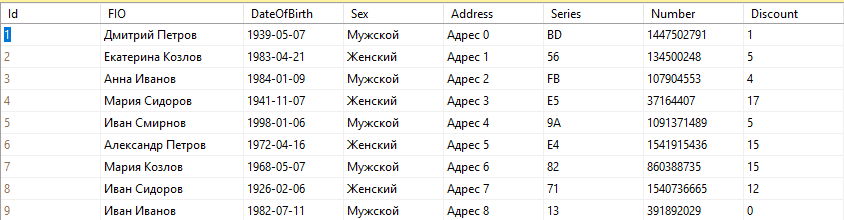 Id FIO DateOfBirth Sex Address Series Number Discount
1 Дмитрий Петров 1939-05-07 Мужской Адрес 0 BD 1447502791 1
2 Екатерина Козлов 1983-04-21 Женский Адрес 1 56 134500248 5
3 Анна Иванов 1984-01-09 Мужской Адрес 2 FB 107904553 4
4 Мария Сидоров 1941-11-07 Женский Адрес 3 E5 37164407 17
5 Иван Смирнов 1998-01-06 Мужской Адрес 4 9A 1091371489 5
6 Александр Петров 1972-04-16 Женский Адрес 5 E4 1541915436 15
7 Мария Козлов 1968-05-07 Мужской Адрес 6 82 860388735 15
8 Иван Сидоров 1926-02-06 Женский Адрес 7 71 1540736665 12
9 Иван Иванов 1982-07-11 Мужской Адрес 8 13 391892029 0